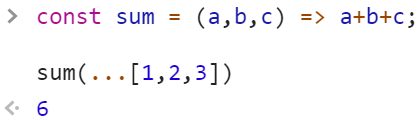 > const sum = (a,b,c) => a+b+c;
sum(...[1,2,3])
<· 6